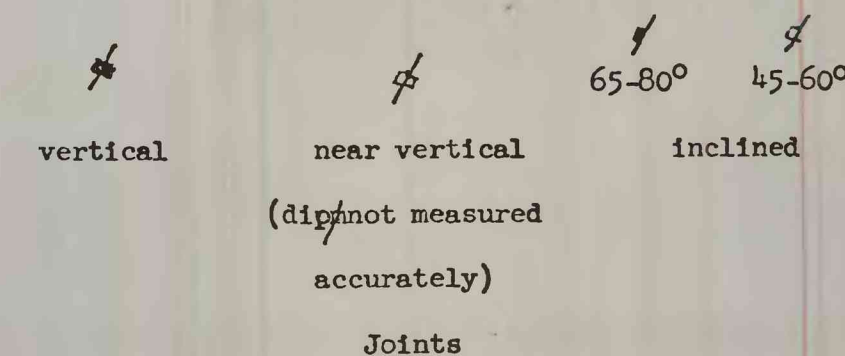 65-80° 45-60°
vertical near vertical inclined
(dip not measured
accurately)
Joints